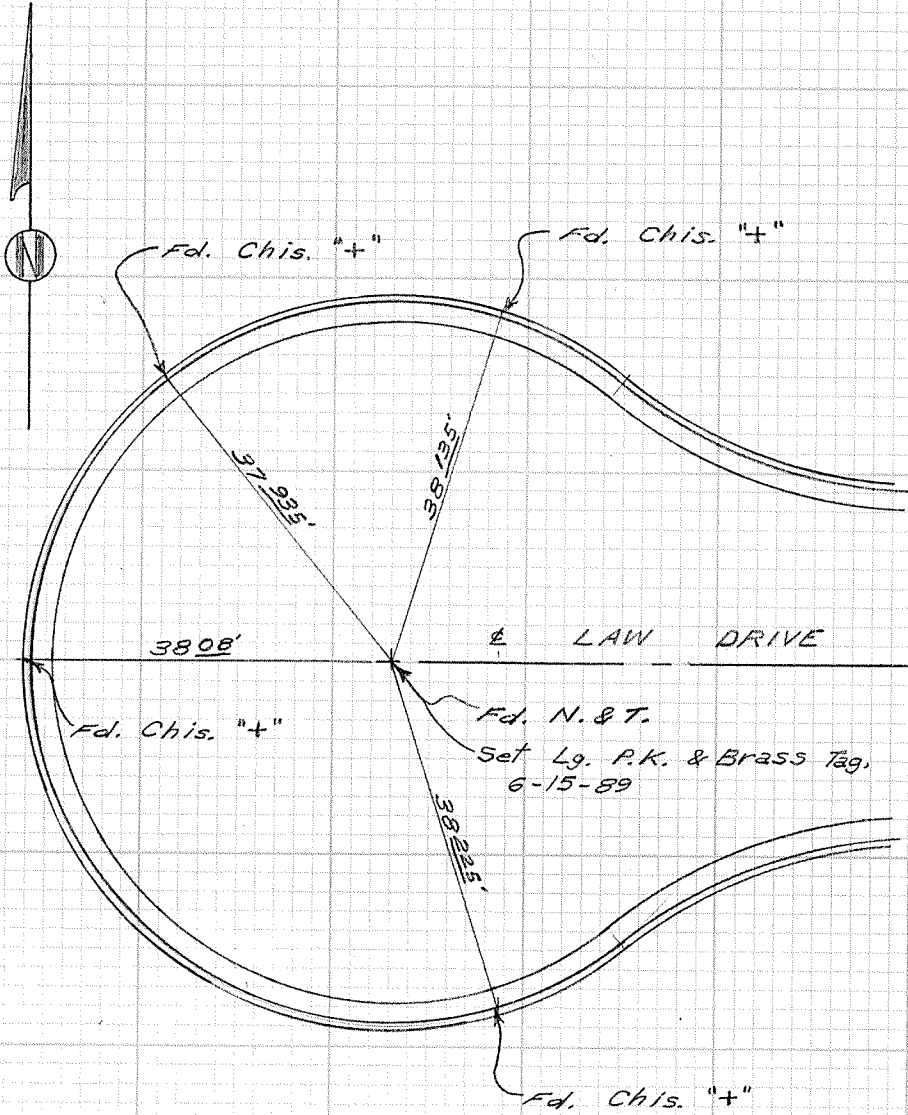 N
Fd. Chis. "+"
Fd. Chis. "+"
37.935'
38.135'
38.08'
℄ LAW DRIVE
Fd. Chis. "+"
Fd. N. & T.
Set Lg. P.K. & Brass Tag,
6-15-89
38.225'
Fd. Chis. "+"